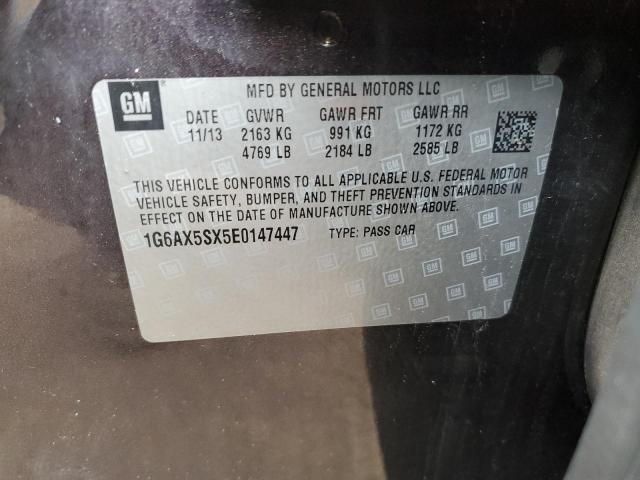 GM
MFD BY GENERAL MOTORS LLC
DATE GVWR GAWR FRT GAWR RR
11/13 2163 KG 991 KG 1172 KG
4769 LB 2184 LB 2585 LB
THIS VEHICLE CONFORMS TO ALL APPLICABLE U.S. FEDERAL MOTOR
VEHICLE SAFETY, BUMPER, AND THEFT PREVENTION STANDARDS IN
EFFECT ON THE DATE OF MANUFACTURE SHOWN ABOVE.
1G6AX5SX5E0147447 TYPE: PASS CAR